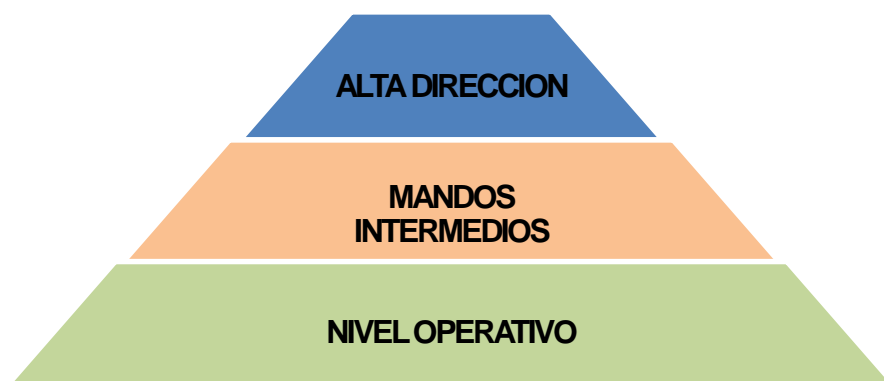 ALTA DIRECCION
MANDOS
INTERMEDIOS
NIVEL OPERATIVO